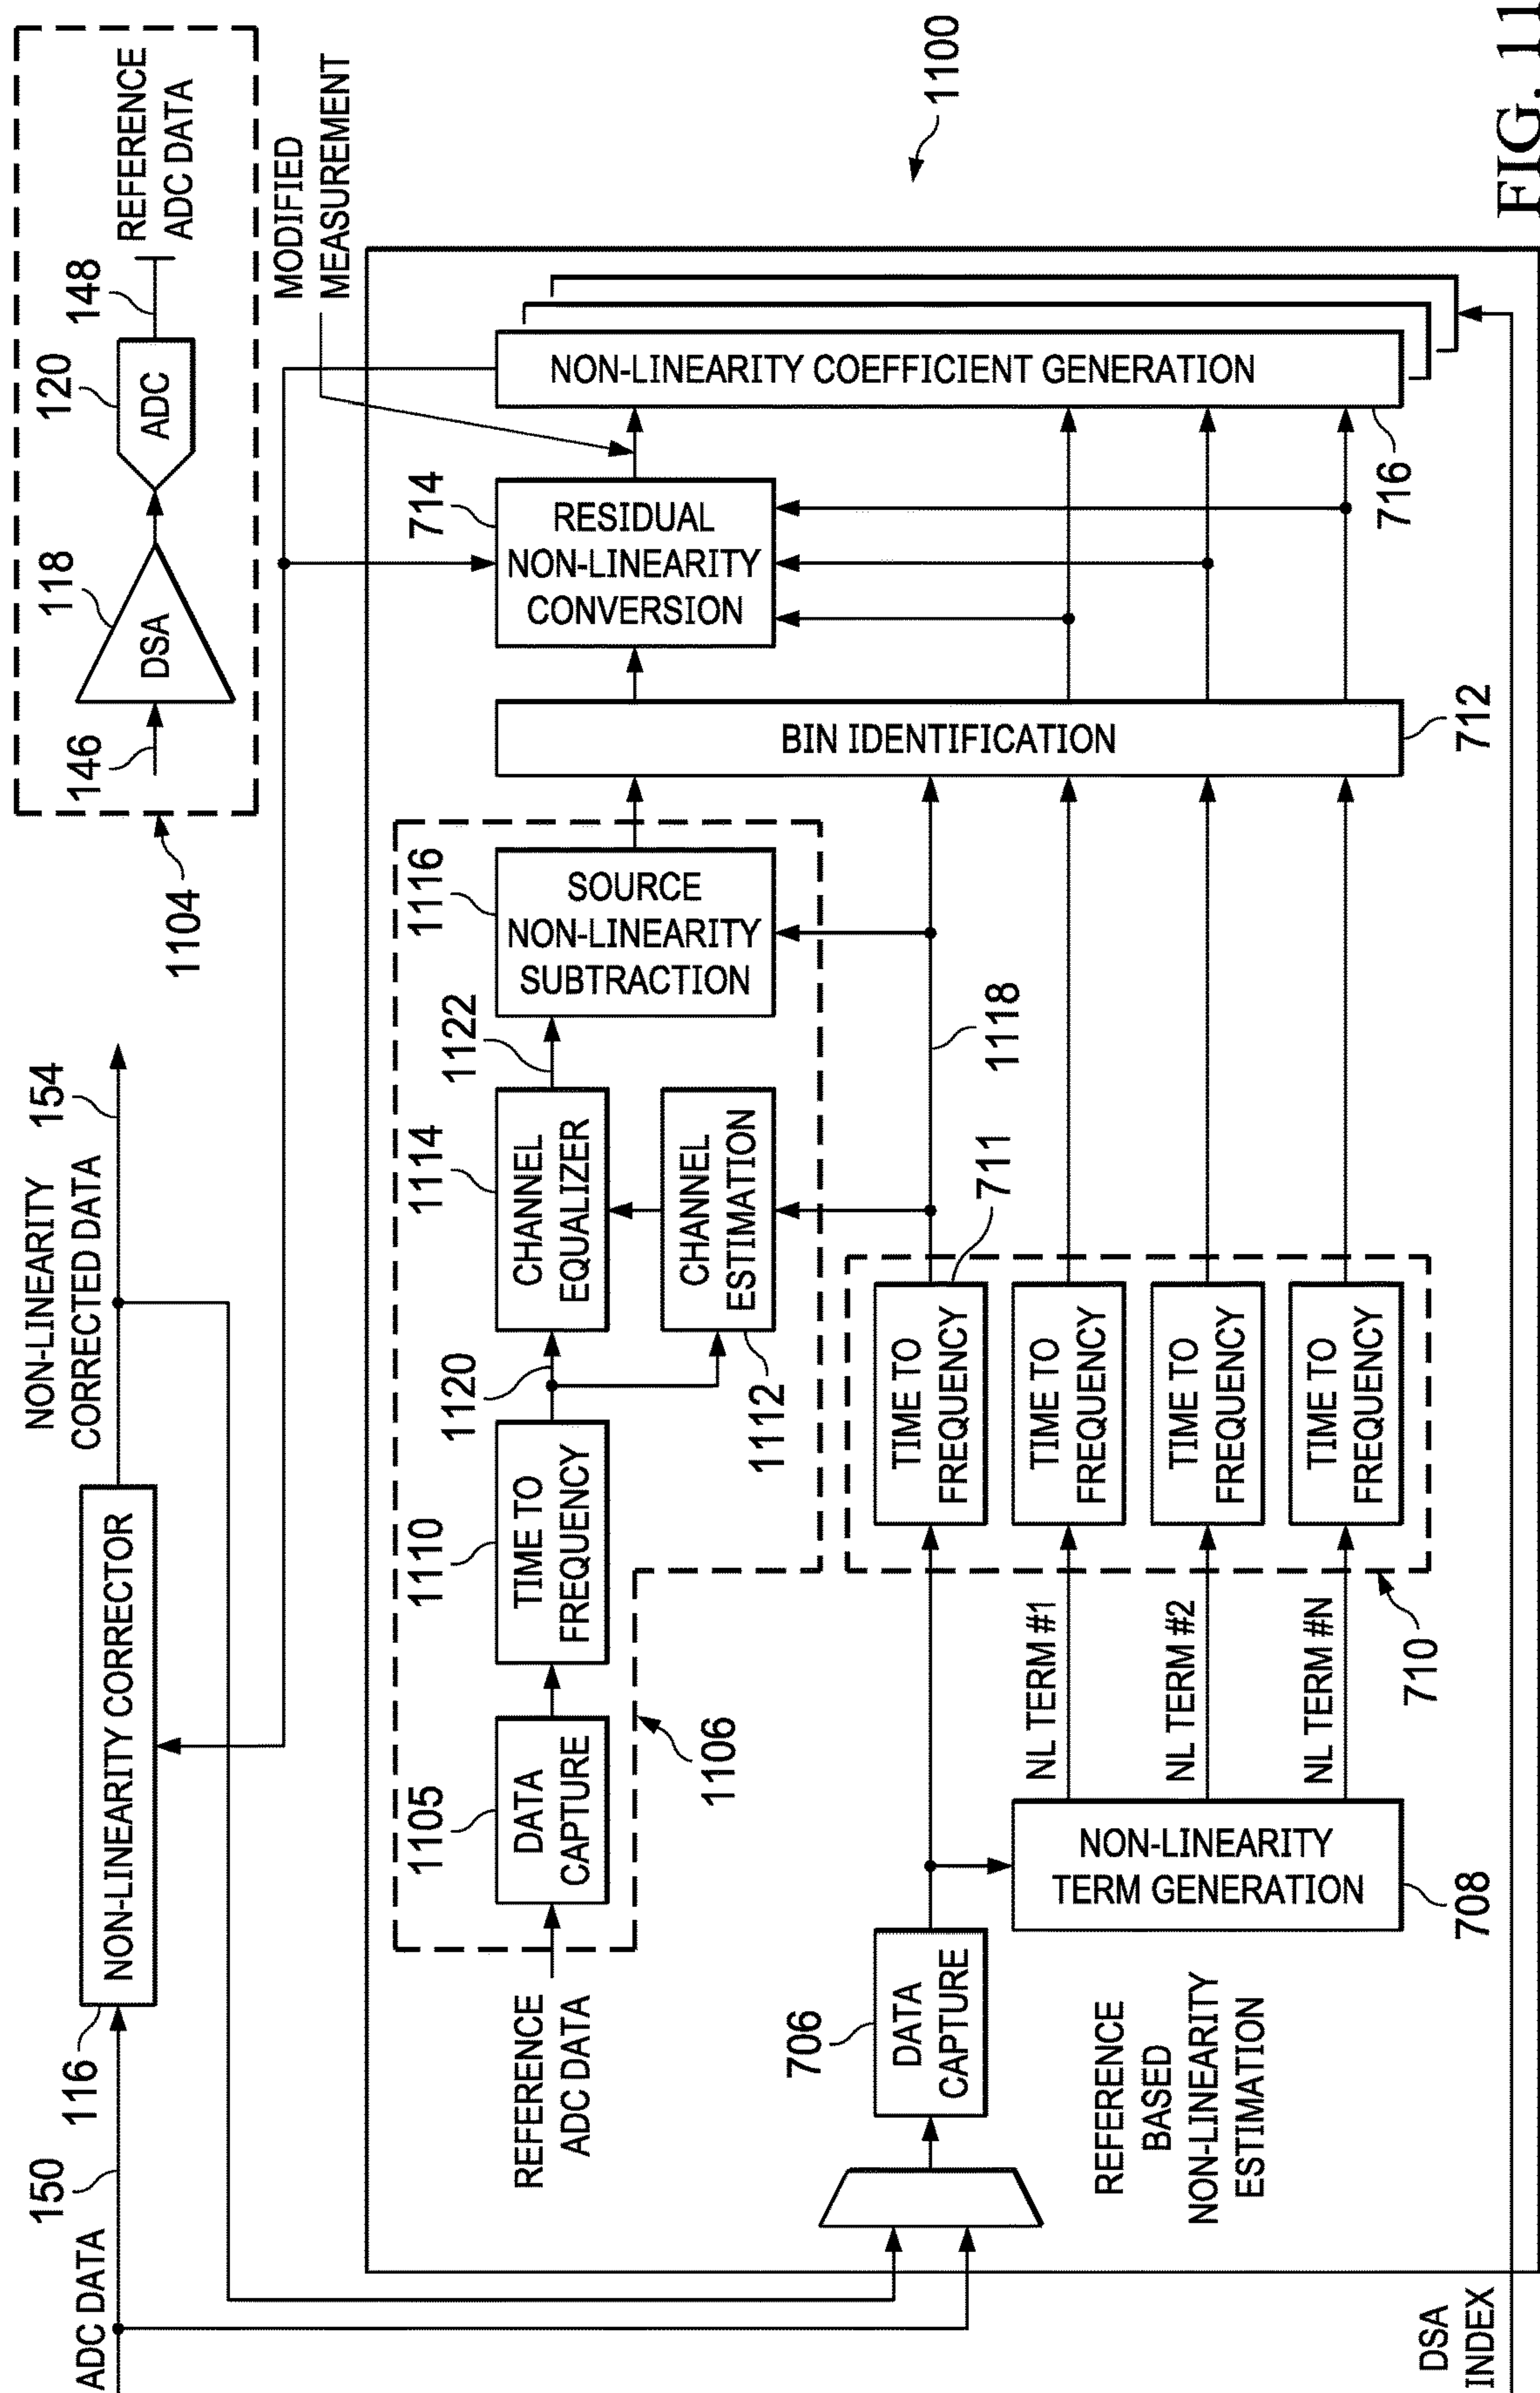 ADC DATA
150
116
NON-LINEARITY CORRECTOR
NON-LINEARITY
CORRECTED DATA
154
1104
146
118
DSA
120
ADC
148
REFERENCE
ADC DATA
REFERENCE
ADC DATA
1105
DATA
CAPTURE
1106
1110
TIME TO
FREQUENCY
1120
1112
CHANNEL
ESTIMATION
1114
CHANNEL
EQUALIZER
1122
1116
SOURCE
NON-LINEARITY
SUBTRACTION
1118
714
RESIDUAL
NON-LINEARITY
CONVERSION
MODIFIED
MEASUREMENT
NON-LINEARITY COEFFICIENT GENERATION
716
BIN IDENTIFICATION
712
706
DATA
CAPTURE
NON-LINEARITY
TERM GENERATION
708
NL TERM #1
NL TERM #2
NL TERM #N
710
711
TIME TO
FREQUENCY
TIME TO
FREQUENCY
TIME TO
FREQUENCY
TIME TO
FREQUENCY
REFERENCE
BASED
NON-LINEARITY
ESTIMATION
DSA
INDEX
1100
FIG. 11